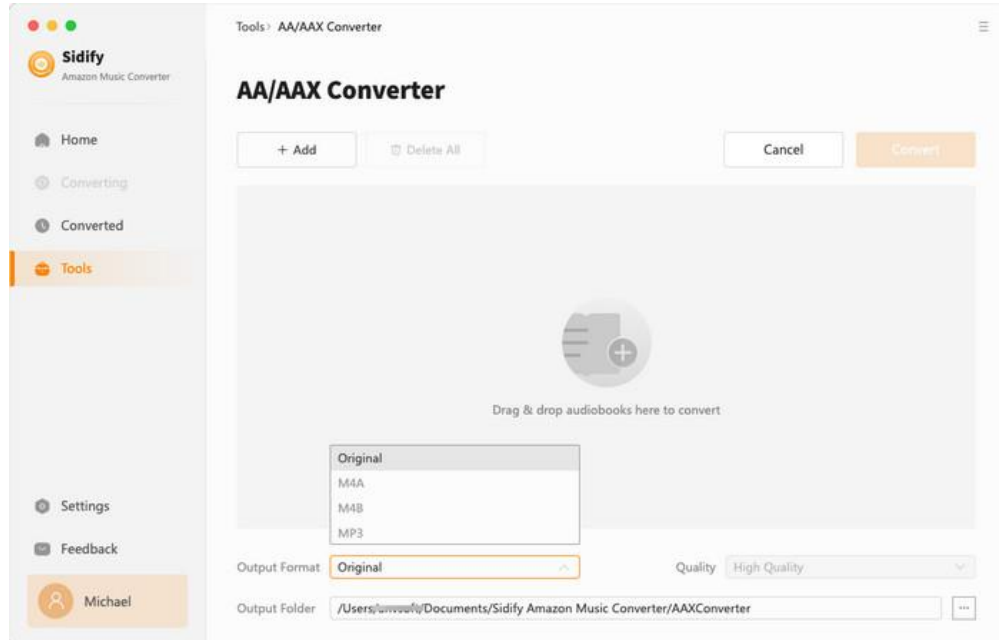 Tools› AA/AAX Converter
Sidify
Amazon Music Converter
AA/AAX Converter
+ Add
Delete All
Cancel
Convert
Home
Converting
Converted
Tools
Drag & drop audiobooks here to convert
Original
M4A
M4B
MP3
Settings
Feedback
Michael
Output Format Original
Quality High Quality
Output Folder /Users/ /Documents/Sidify Amazon Music Converter/AAXConverter
...